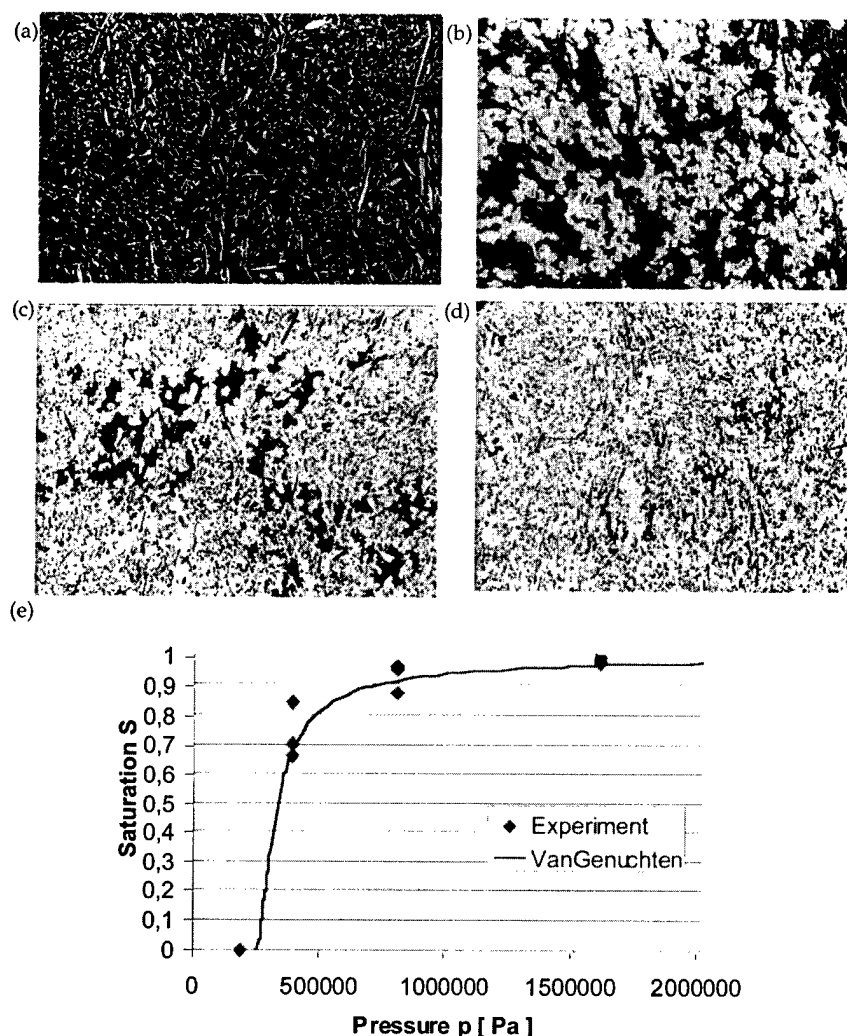 (a)
(b)
(c)
(d)
(e)
1
0,9
0,8
0,7
0,6
0,5
0,4
0,3
0,2
0,1
0
Saturation S
Experiment
VanGenuchten
0 500000 1000000 1500000 2000000
Pressure p [ Pa ]